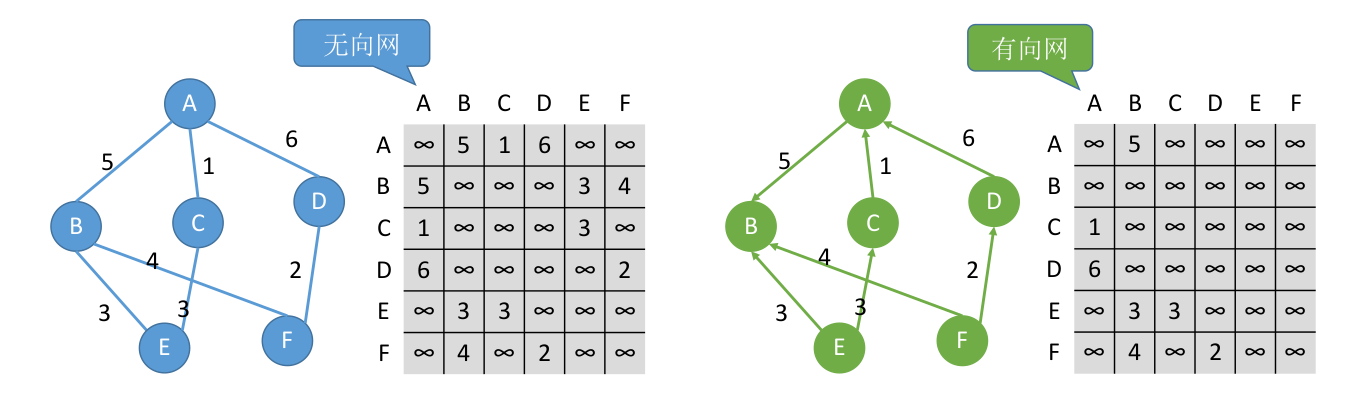 无向网
A
5
1
6
B
C
D
4
3
3
2
E
F
A B C D E F
A ∞ 5 1 6 ∞ ∞
B 5 ∞ ∞ ∞ 3 4
C 1 ∞ ∞ ∞ 3 ∞
D 6 ∞ ∞ ∞ ∞ 2
E ∞ 3 3 ∞ ∞ ∞
F ∞ 4 ∞ 2 ∞ ∞
有向网
A
5
1
6
B
C
D
4
3
3
2
E
F
A B C D E F
A ∞ 5 ∞ ∞ ∞ ∞
B ∞ ∞ ∞ ∞ ∞ ∞
C 1 ∞ ∞ ∞ ∞ ∞
D 6 ∞ ∞ ∞ ∞ ∞
E ∞ 3 3 ∞ ∞ ∞
F ∞ 4 ∞ 2 ∞ ∞